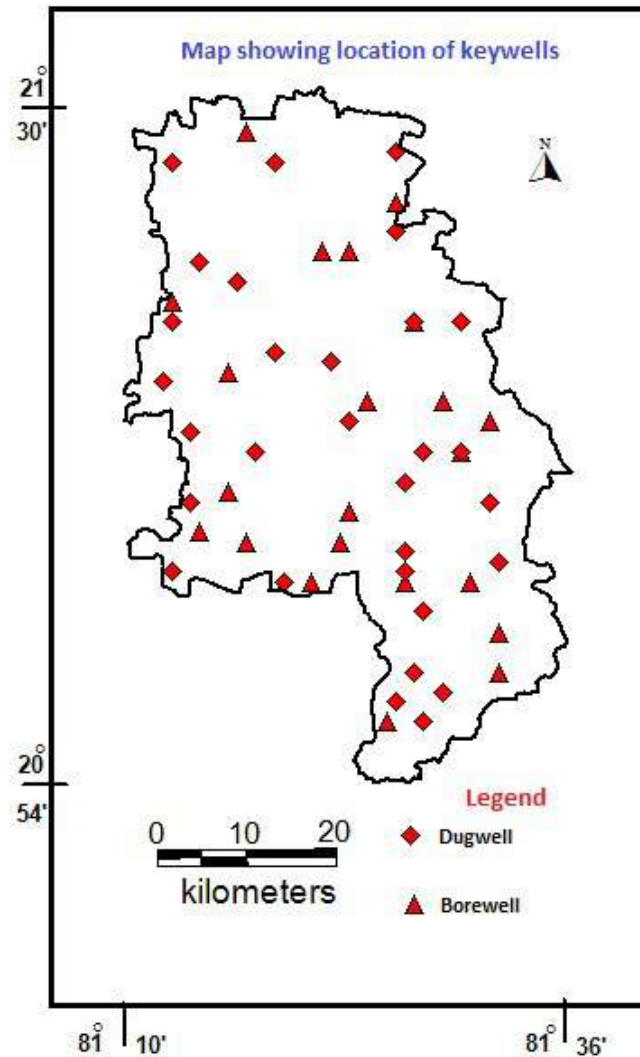 Map showing location of keywells
21°
30'
N
20°
54'
Legend
0 10 20
kilometers
Dugwell
Borewell
81° 10'
81° 36'